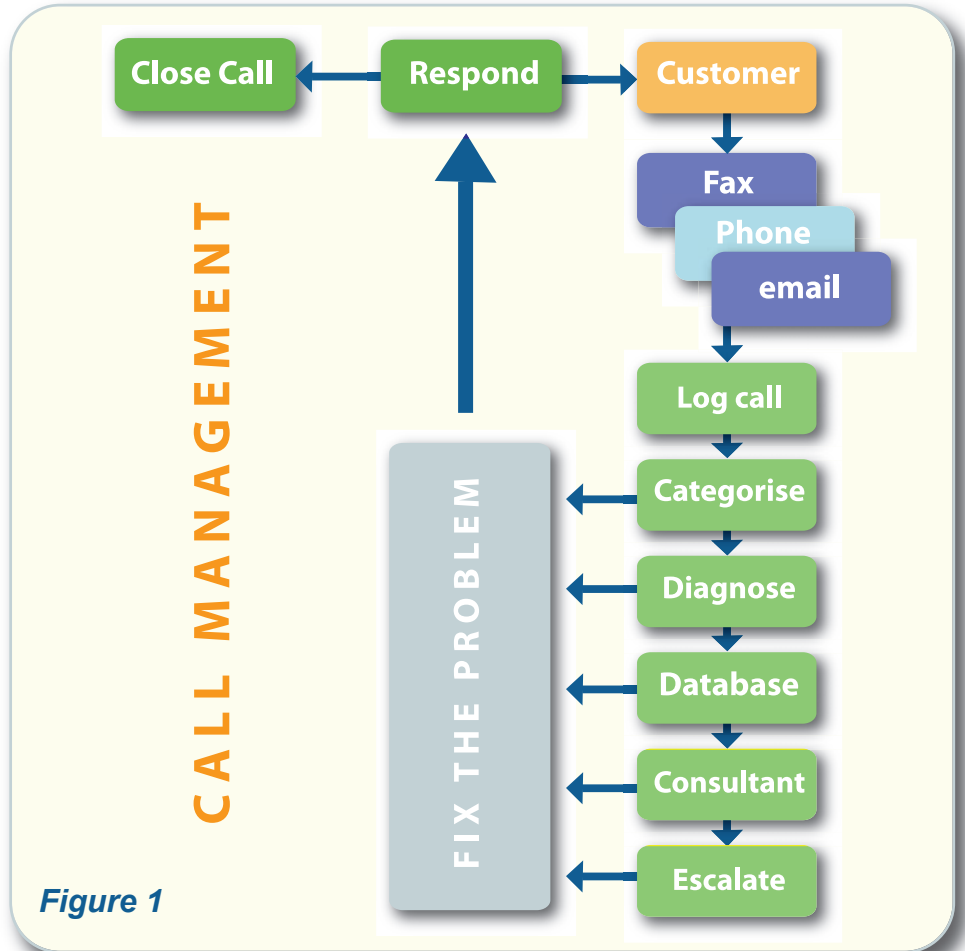 Close Call
Respond
Customer
Fax
Phone
email
Log call
Categorise
Diagnose
Database
Consultant
Escalate
FIX THE PROBLEM
CALL MANAGEMENT
Figure 1